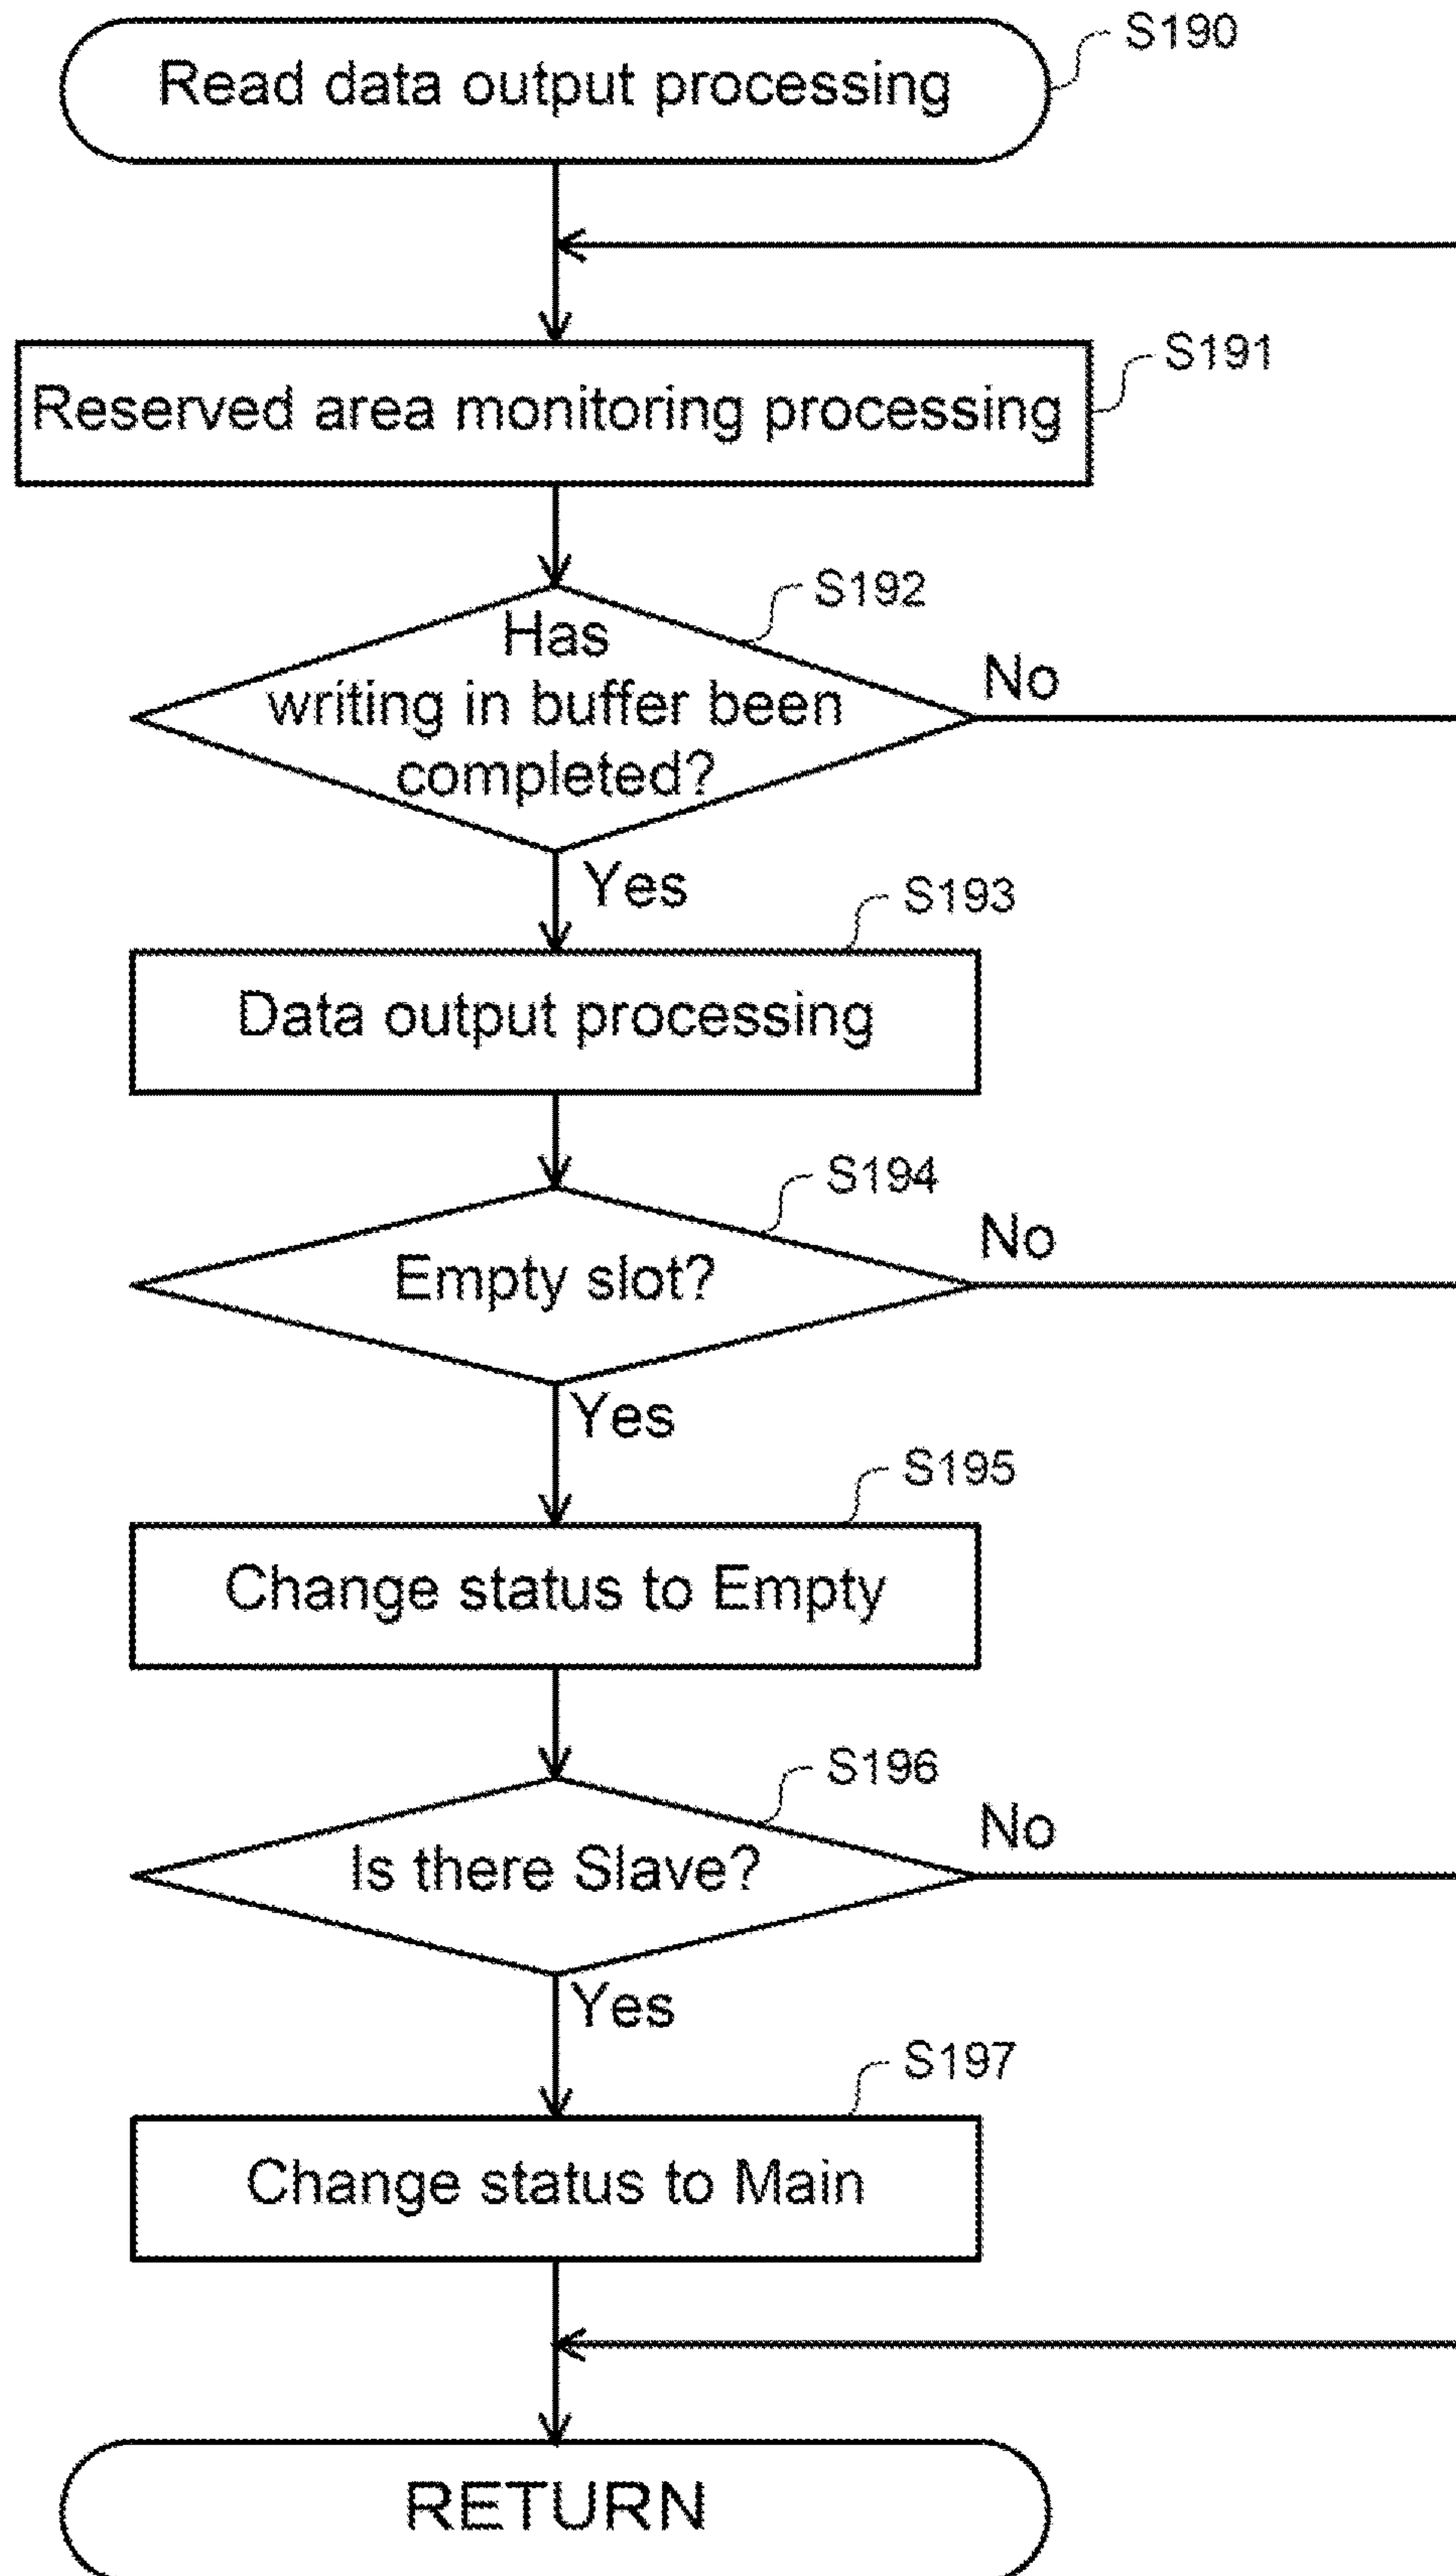 Read data output processing
S190
Reserved area monitoring processing
S191
S192
Has
writing in buffer been
completed?
No
Yes
S193
Data output processing
S194
Empty slot?
No
Yes
S195
Change status to Empty
S196
Is there Slave?
No
Yes
S197
Change status to Main
RETURN